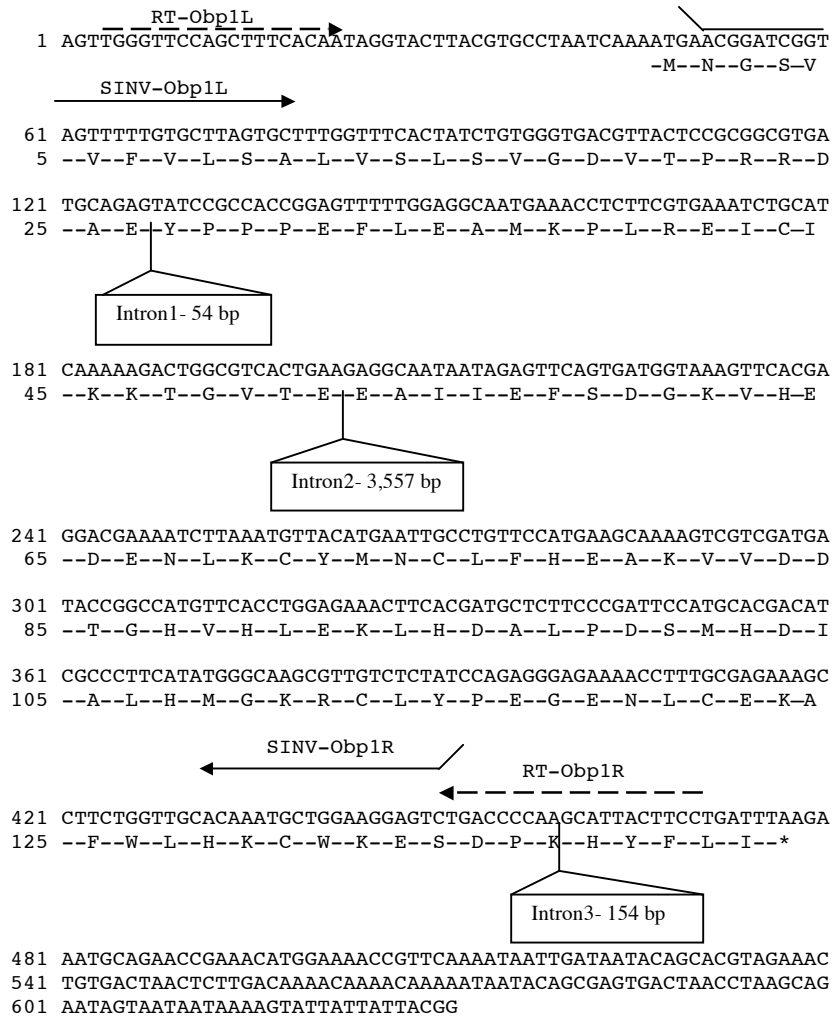 RT-Obp1L
1 AGTTGGGTTCCAGCTTTCACAATAGGTACTTACGTGCCTAATCAAAATGAACGGATCGGT
-M--N--G--S—V
SINV-Obp1L
61 AGTTTTTGTGCTTAGTGCTTTGGTTTCACTATCTGTGGGTGACGTTACTCCGCGGCGTGA
5 --V--F--V--L--S--A--L--V--S--L--S--V--G--D--V--T--P--R--R--D
121 TGCAGAGTATCCGCCACCGGAGTTTTTGGAGGCAATGAAACCTCTTCGTGAAATCTGCAT
25 --A--E--Y--P--P--P--E--F--L--E--A--M--K--P--L--R--E--I--C—I
Intron1- 54 bp
181 CAAAAAGACTGGCGTCACTGAAGAGGCAATAATAGAGTTCAGTGATGGTAAAGTTCACGA
45 --K--K--T--G--V--T--E--E--A--I--I--E--F--S--D--G--K--V--H—E
Intron2- 3,557 bp
241 GGACGAAAATCTTAAATGTTACATGAATTGCCTGTTCCATGAAGCAAAAGTCGTCGATGA
65 --D--E--N--L--K--C--Y--M--N--C--L--F--H--E--A--K--V--V--D--D
301 TACCGGCCATGTTCACCTGGAGAAACTTCACGATGCTCTTCCCGATTCCATGCACGACAT
85 --T--G--H--V--H--L--E--K--L--H--D--A--L--P--D--S--M--H--D--I
361 CGCCCTTCATATGGGCAAGCGTTGTCTCTATCCAGAGGGAGAAAACCTTTGCGAGAAAGC
105 --A--L--H--M--G--K--R--C--L--Y--P--E--G--E--N--L--C--E--K—A
SINV-Obp1R
RT-Obp1R
421 CTTCTGGTTGCACAAATGCTGGAAGGAGTCTGACCCCAAGCATTACTTCCTGATTTAAGA
125 --F--W--L--H--K--C--W--K--E--S--D--P--K--H--Y--F--L--I--*
Intron3- 154 bp
481 AATGCAGAACCGAAACATGGAAAACCGTTCAAAATAATTGATAATACAGCACGTAGAAAC
541 TGTGACTAACTCTTGACAAAACAAAACAAAAATAATACAGCGAGTGACTAACCTAAGCAG
601 AATAGTAATAATAAAAGTATTATTATTACGG